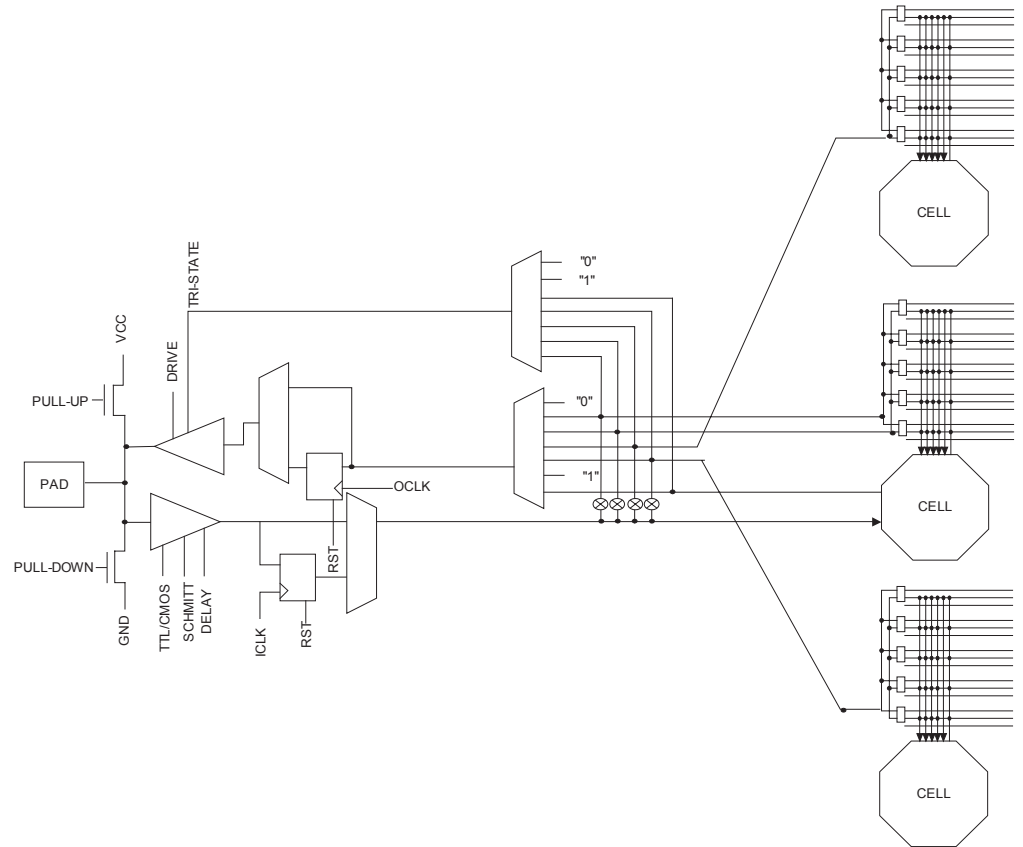 CELL
TRI-STATE
"0"
"1"
VCC
DRIVE
PULL-UP
"0"
PAD
"1"
OCLK
CELL
RST
PULL-DOWN
GND
TTL/CMOS
SCHMITT
DELAY
ICLK
RST
CELL